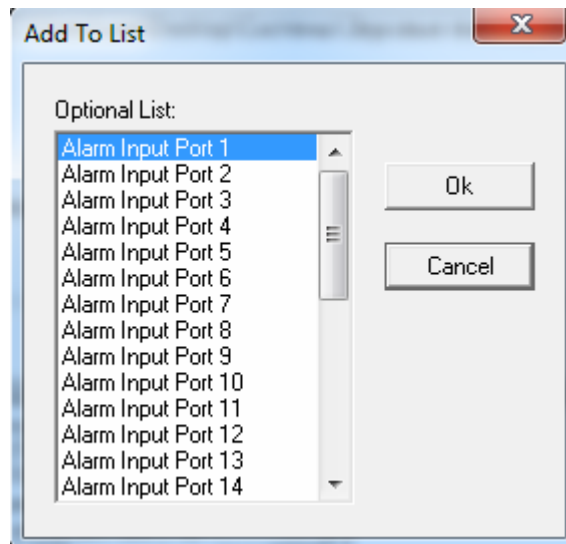 Add To List
Optional List:
Alarm Input Port 1
Alarm Input Port 2
Alarm Input Port 3
Alarm Input Port 4
Alarm Input Port 5
Alarm Input Port 6
Alarm Input Port 7
Alarm Input Port 8
Alarm Input Port 9
Alarm Input Port 10
Alarm Input Port 11
Alarm Input Port 12
Alarm Input Port 13
Alarm Input Port 14
Ok
Cancel